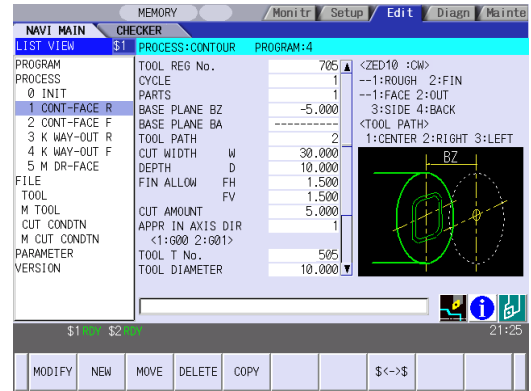 MEMORY Monitr Setup Edit Diagn Mainte
NAVI MAIN CHECKER
LIST VIEW $1 PROCESS:CONTOUR PROGRAM:4
PROGRAM
PROCESS
0 INIT
1 CONT-FACE R
2 CONT-FACE F
3 K WAY-OUT R
4 K WAY-OUT F
5 M DR-FACE
FILE
TOOL
M TOOL
CUT CONDTN
M CUT CONDTN
PARAMETER
VERSION
TOOL REG No. 705
CYCLE 1
PARTS 1
BASE PLANE BZ -5.000
BASE PLANE BA ----------
TOOL PATH 2
CUT WIDTH W 30.000
DEPTH D 10.000
FIN ALLOW FH 1.500
FV 1.500
CUT AMOUNT 5.000
APPR IN AXIS DIR 1
<1:G00 2:G01>
TOOL T No. 505
TOOL DIAMETER 10.000
<ZED10 :CW>
--1:ROUGH 2:FIN
--1:FACE 2:OUT
3:SIDE 4:BACK
<TOOL PATH>
1:CENTER 2:RIGHT 3:LEFT
BZ
$1 RDY $2 RDY 21:25
MODIFY NEW MOVE DELETE COPY $<->$